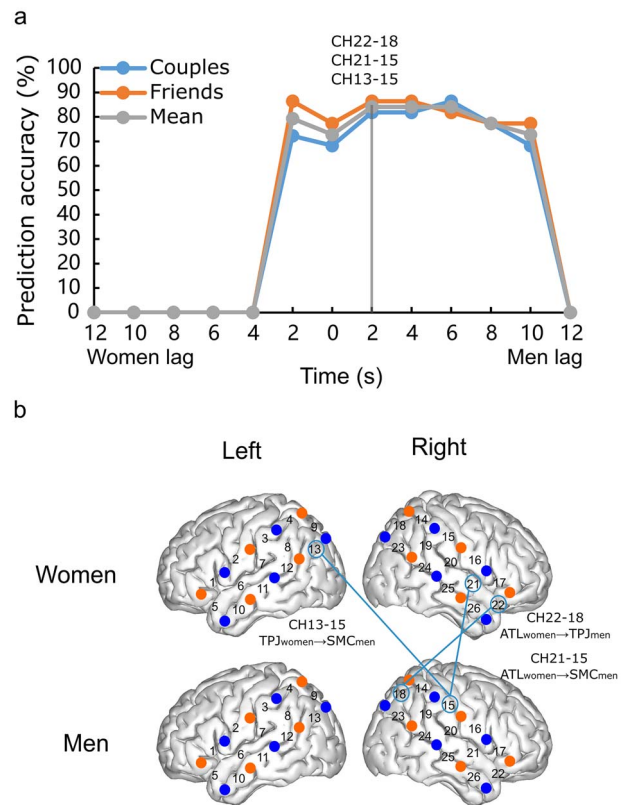 a
CH22-18
CH21-15
CH13-15
Prediction accuracy (%)
100
90
80
70
60
50
40
30
20
10
0
Couples
Friends
Mean
12 10 8 6 4 2 0 2 4 6 8 10 12
Women lag Men lag
Time (s)
b
Left Right
Women
1 2 3 4 5 6 7 8 9 10 11 12 13
14 15 16 17 18 19 20 21 22 23 24 25 26
CH13-15
TPJwomen→SMCmen
CH22-18
ATLwomen→TPJmen
CH21-15
ATLwomen→SMCmen
Men
1 2 3 4 5 6 7 8 9 10 11 12 13
14 15 16 17 18 19 20 21 22 23 24 25 26